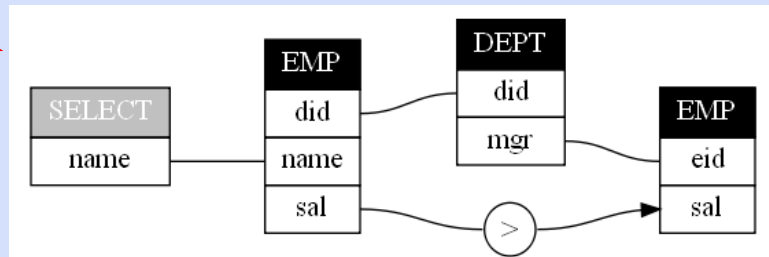 SELECT
name
EMP
did
name
sal
DEPT
did
mgr
>
EMP
eid
sal